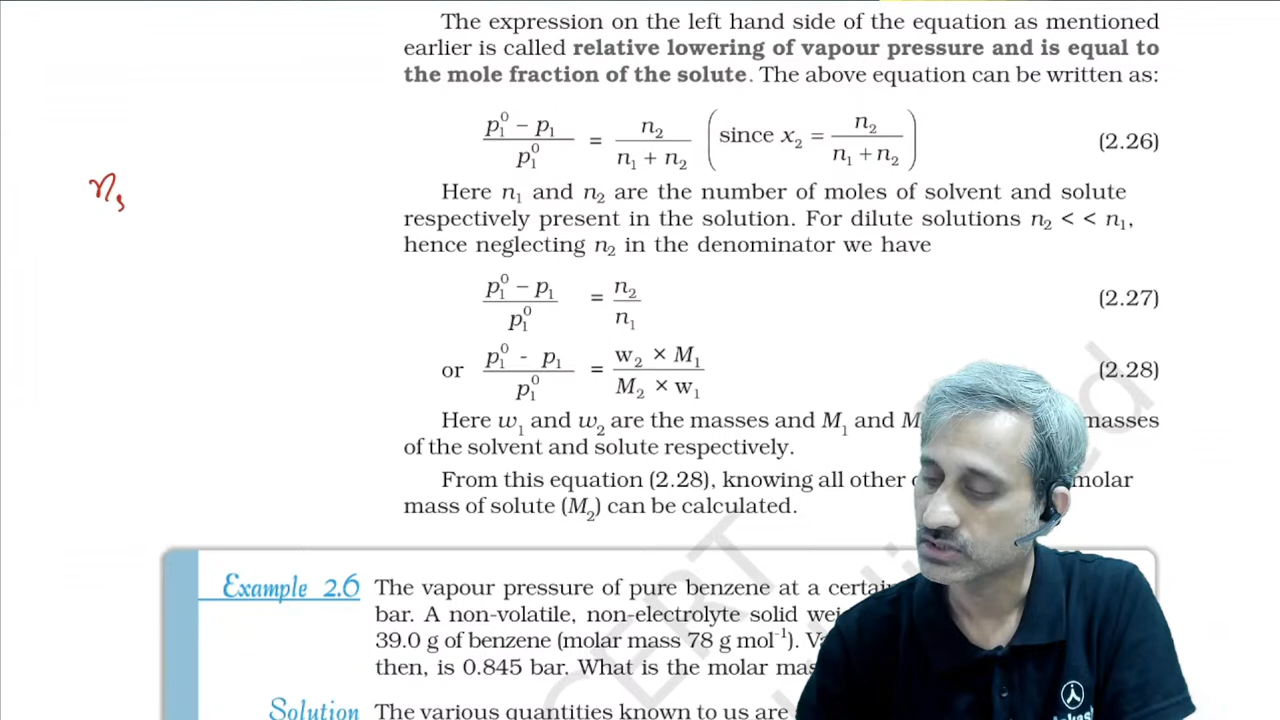 The expression on the left hand side of the equation as mentioned
earlier is called relative lowering of vapour pressure and is equal to
the mole fraction of the solute. The above equation can be written as:
(p₁⁰ − p₁) / p₁⁰ = n₂ / (n₁ + n₂) (since x₂ = n₂ / (n₁ + n₂)) (2.26)
Here n₁ and n₂ are the number of moles of solvent and solute
respectively present in the solution. For dilute solutions n₂ < < n₁,
hence neglecting n₂ in the denominator we have
(p₁⁰ − p₁) / p₁⁰ = n₂ / n₁ (2.27)
or (p₁⁰ - p₁) / p₁⁰ = (w₂ × M₁) / (M₂ × w₁) (2.28)
Here w₁ and w₂ are the masses and M₁ and M masses
of the solvent and solute respectively.
From this equation (2.28), knowing all other molar
mass of solute (M₂) can be calculated.
Example 2.6
The vapour pressure of pure benzene at a certai
bar. A non-volatile, non-electrolyte solid wei
39.0 g of benzene (molar mass 78 g mol⁻¹). V
then, is 0.845 bar. What is the molar mas
Solution
The various quantities known to us are